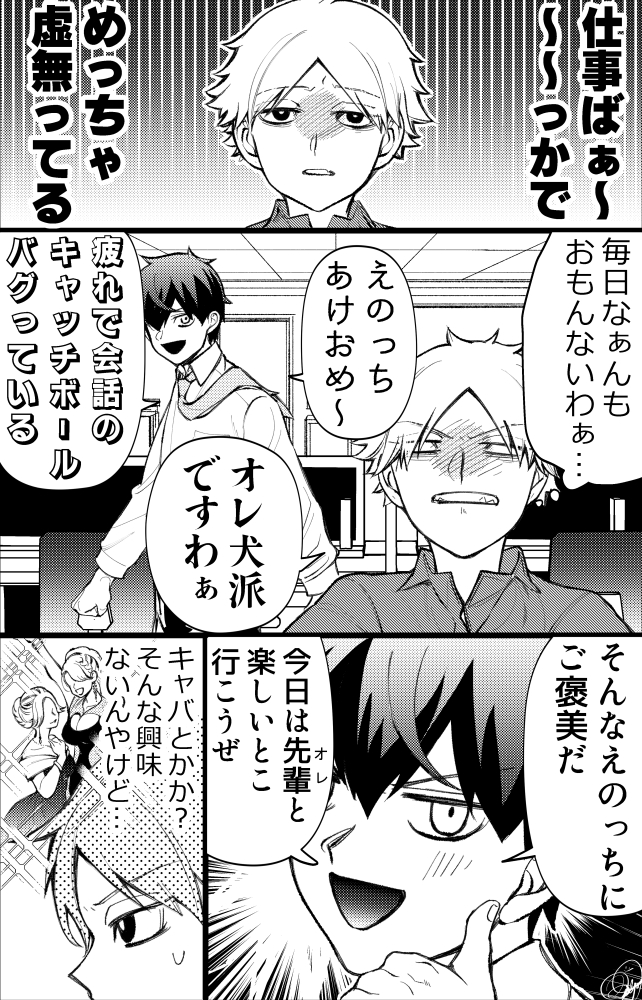 仕事ばぁ〜
〜〜っかで
めっちゃ
虚無ってる
毎日なぁんも
おもんないわぁ…
えのっち
あけおめ〜
オレ犬派
ですわぁ
疲れで会話の
キャッチボール
バグっている
そんなえのっちに
ご褒美だ
今日は先輩と
オレ
楽しいとこ
行こうぜ
キャバとかか?
そんな興味
ないんやけど…